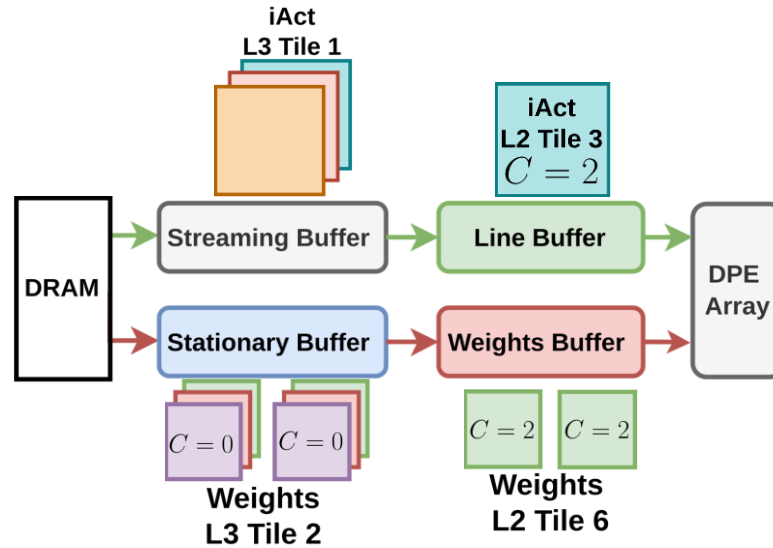 iAct
L3 Tile 1
iAct
L2 Tile 3
C = 2
Streaming Buffer
Line Buffer
DRAM
DPE
Array
Stationary Buffer
Weights Buffer
C = 0
C = 0
C = 2
C = 2
Weights
L3 Tile 2
Weights
L2 Tile 6